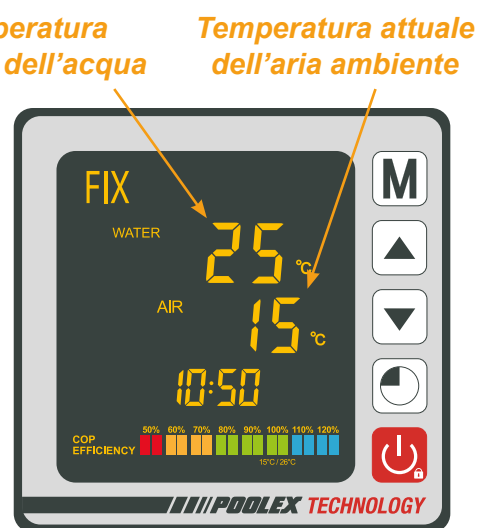 Temperatura attuale
dell'acqua dell'aria ambiente
FIX
M
WATER 25 °C
AIR 15 °C
10:50
COP
EFFICIENCY
50% 60% 70% 80% 90% 100% 110% 120%
15°C / 26°C
POOLEX TECHNOLOGY